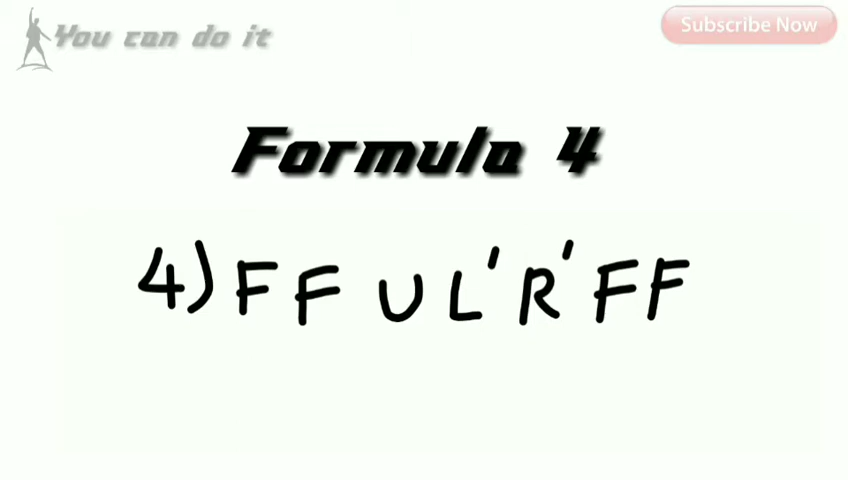 You can do it
Subscribe Now
Formula 4
4) F F U L' R' F F